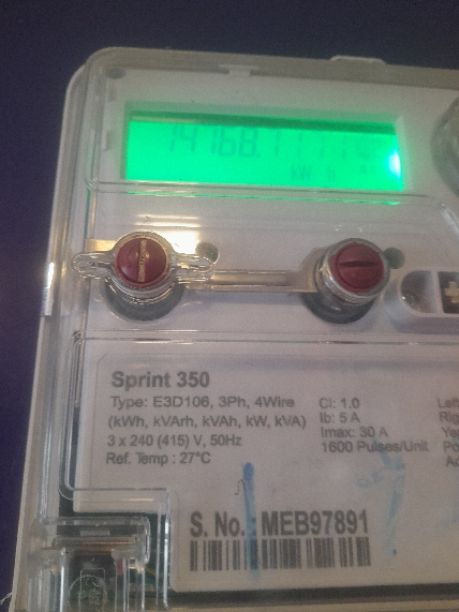 kW h
Sprint 350
Type: E3D106, 3Ph, 4Wire
(kWh, kVArh, kVAh, kW, kVA)
3 x 240 (415) V, 50Hz
Ref. Temp : 27°C
Cl: 1.0
Ib: 5 A
Imax: 30 A
1600 Pulses/Unit
S. No. : MEB97891